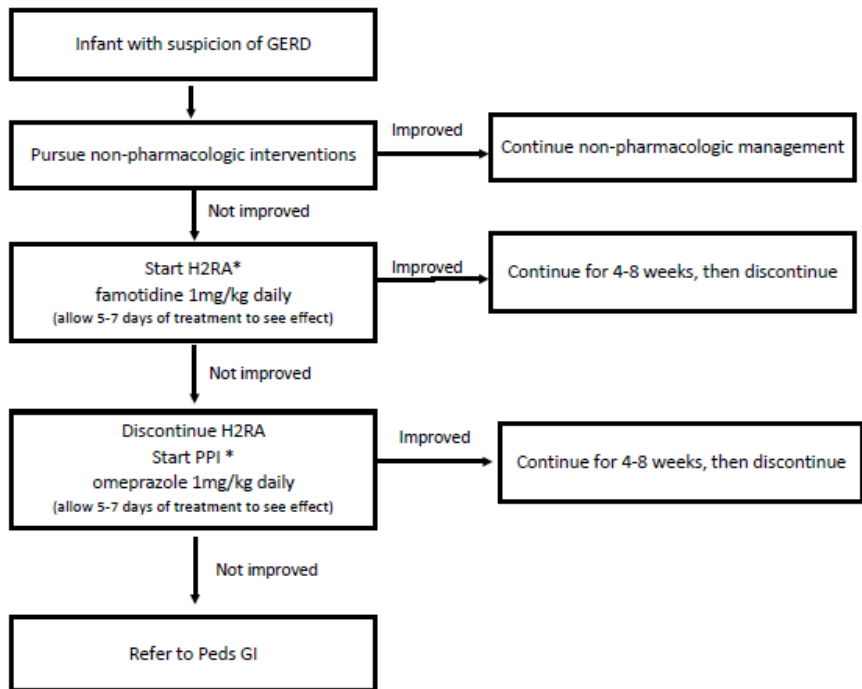 Infant with suspicion of GERD
Pursue non-pharmacologic interventions
Improved
Continue non-pharmacologic management
Not improved
Start H2RA*
famotidine 1mg/kg daily
(allow 5-7 days of treatment to see effect)
Improved
Continue for 4-8 weeks, then discontinue
Not improved
Discontinue H2RA
Start PPI *
omeprazole 1mg/kg daily
(allow 5-7 days of treatment to see effect)
Improved
Continue for 4-8 weeks, then discontinue
Not improved
Refer to Peds GI